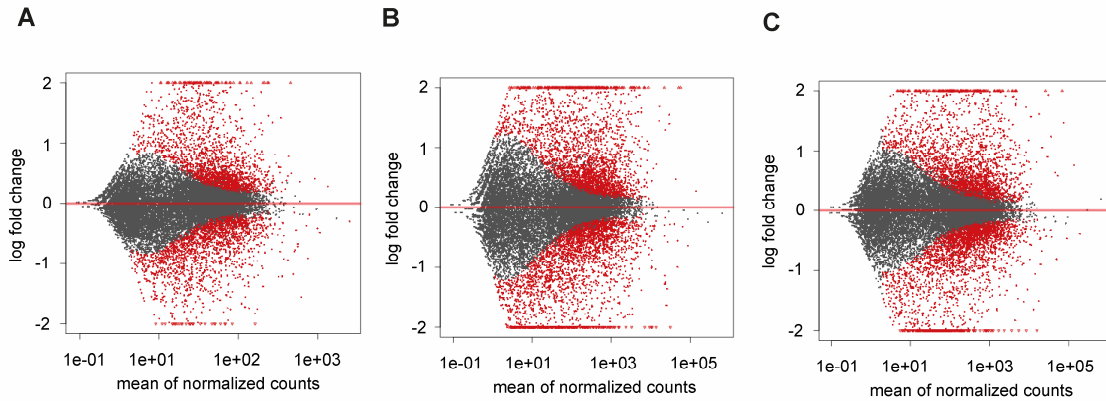 A
B
C
2
1
0
-1
-2
log fold change
1e-01
1e+01
1e+02
1e+03
mean of normalized counts
2
1
0
-1
-2
log fold change
1e-01
1e+01
1e+03
1e+05
mean of normalized counts
2
1
0
-1
-2
log fold change
1e-01
1e+01
1e+03
1e+05
mean of normalized counts